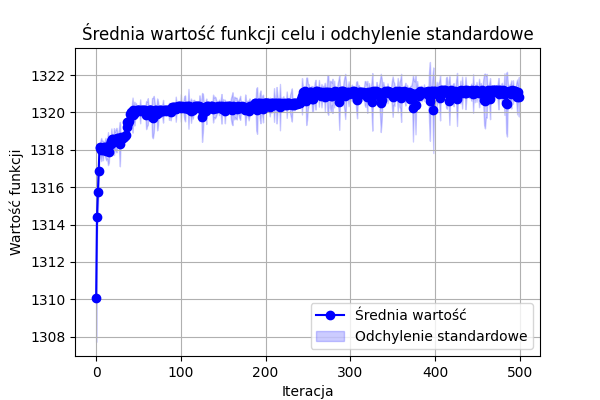 Średnia wartość funkcji celu i odchylenie standardowe
Wartość funkcji
1322
1320
1318
1316
1314
1312
1310
1308
0 100 200 300 400 500
Iteracja
Średnia wartość
Odchylenie standardowe